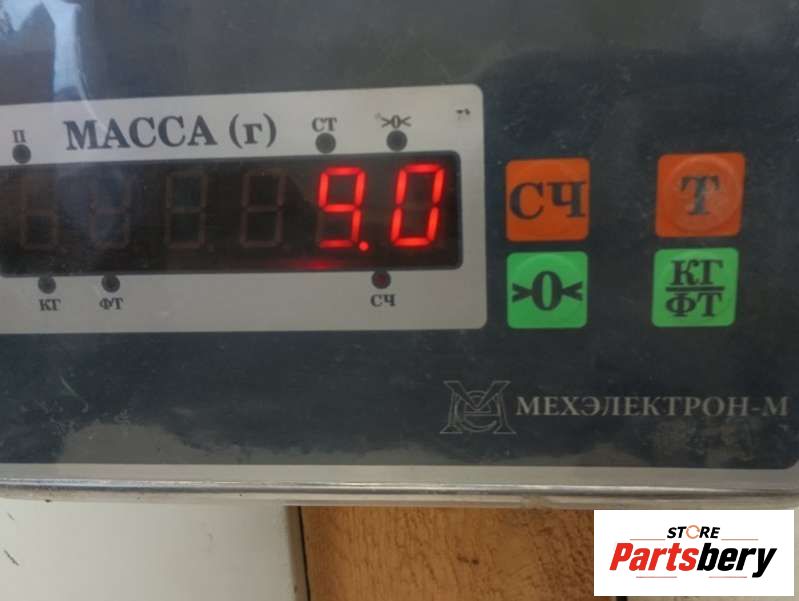 П МАССА (г) СТ >0<
9.0
КГ ФТ СЧ
СЧ Т
>0< КГ
ФТ
МЕХЭЛЕКТРОН-М
STORE
Partsbery